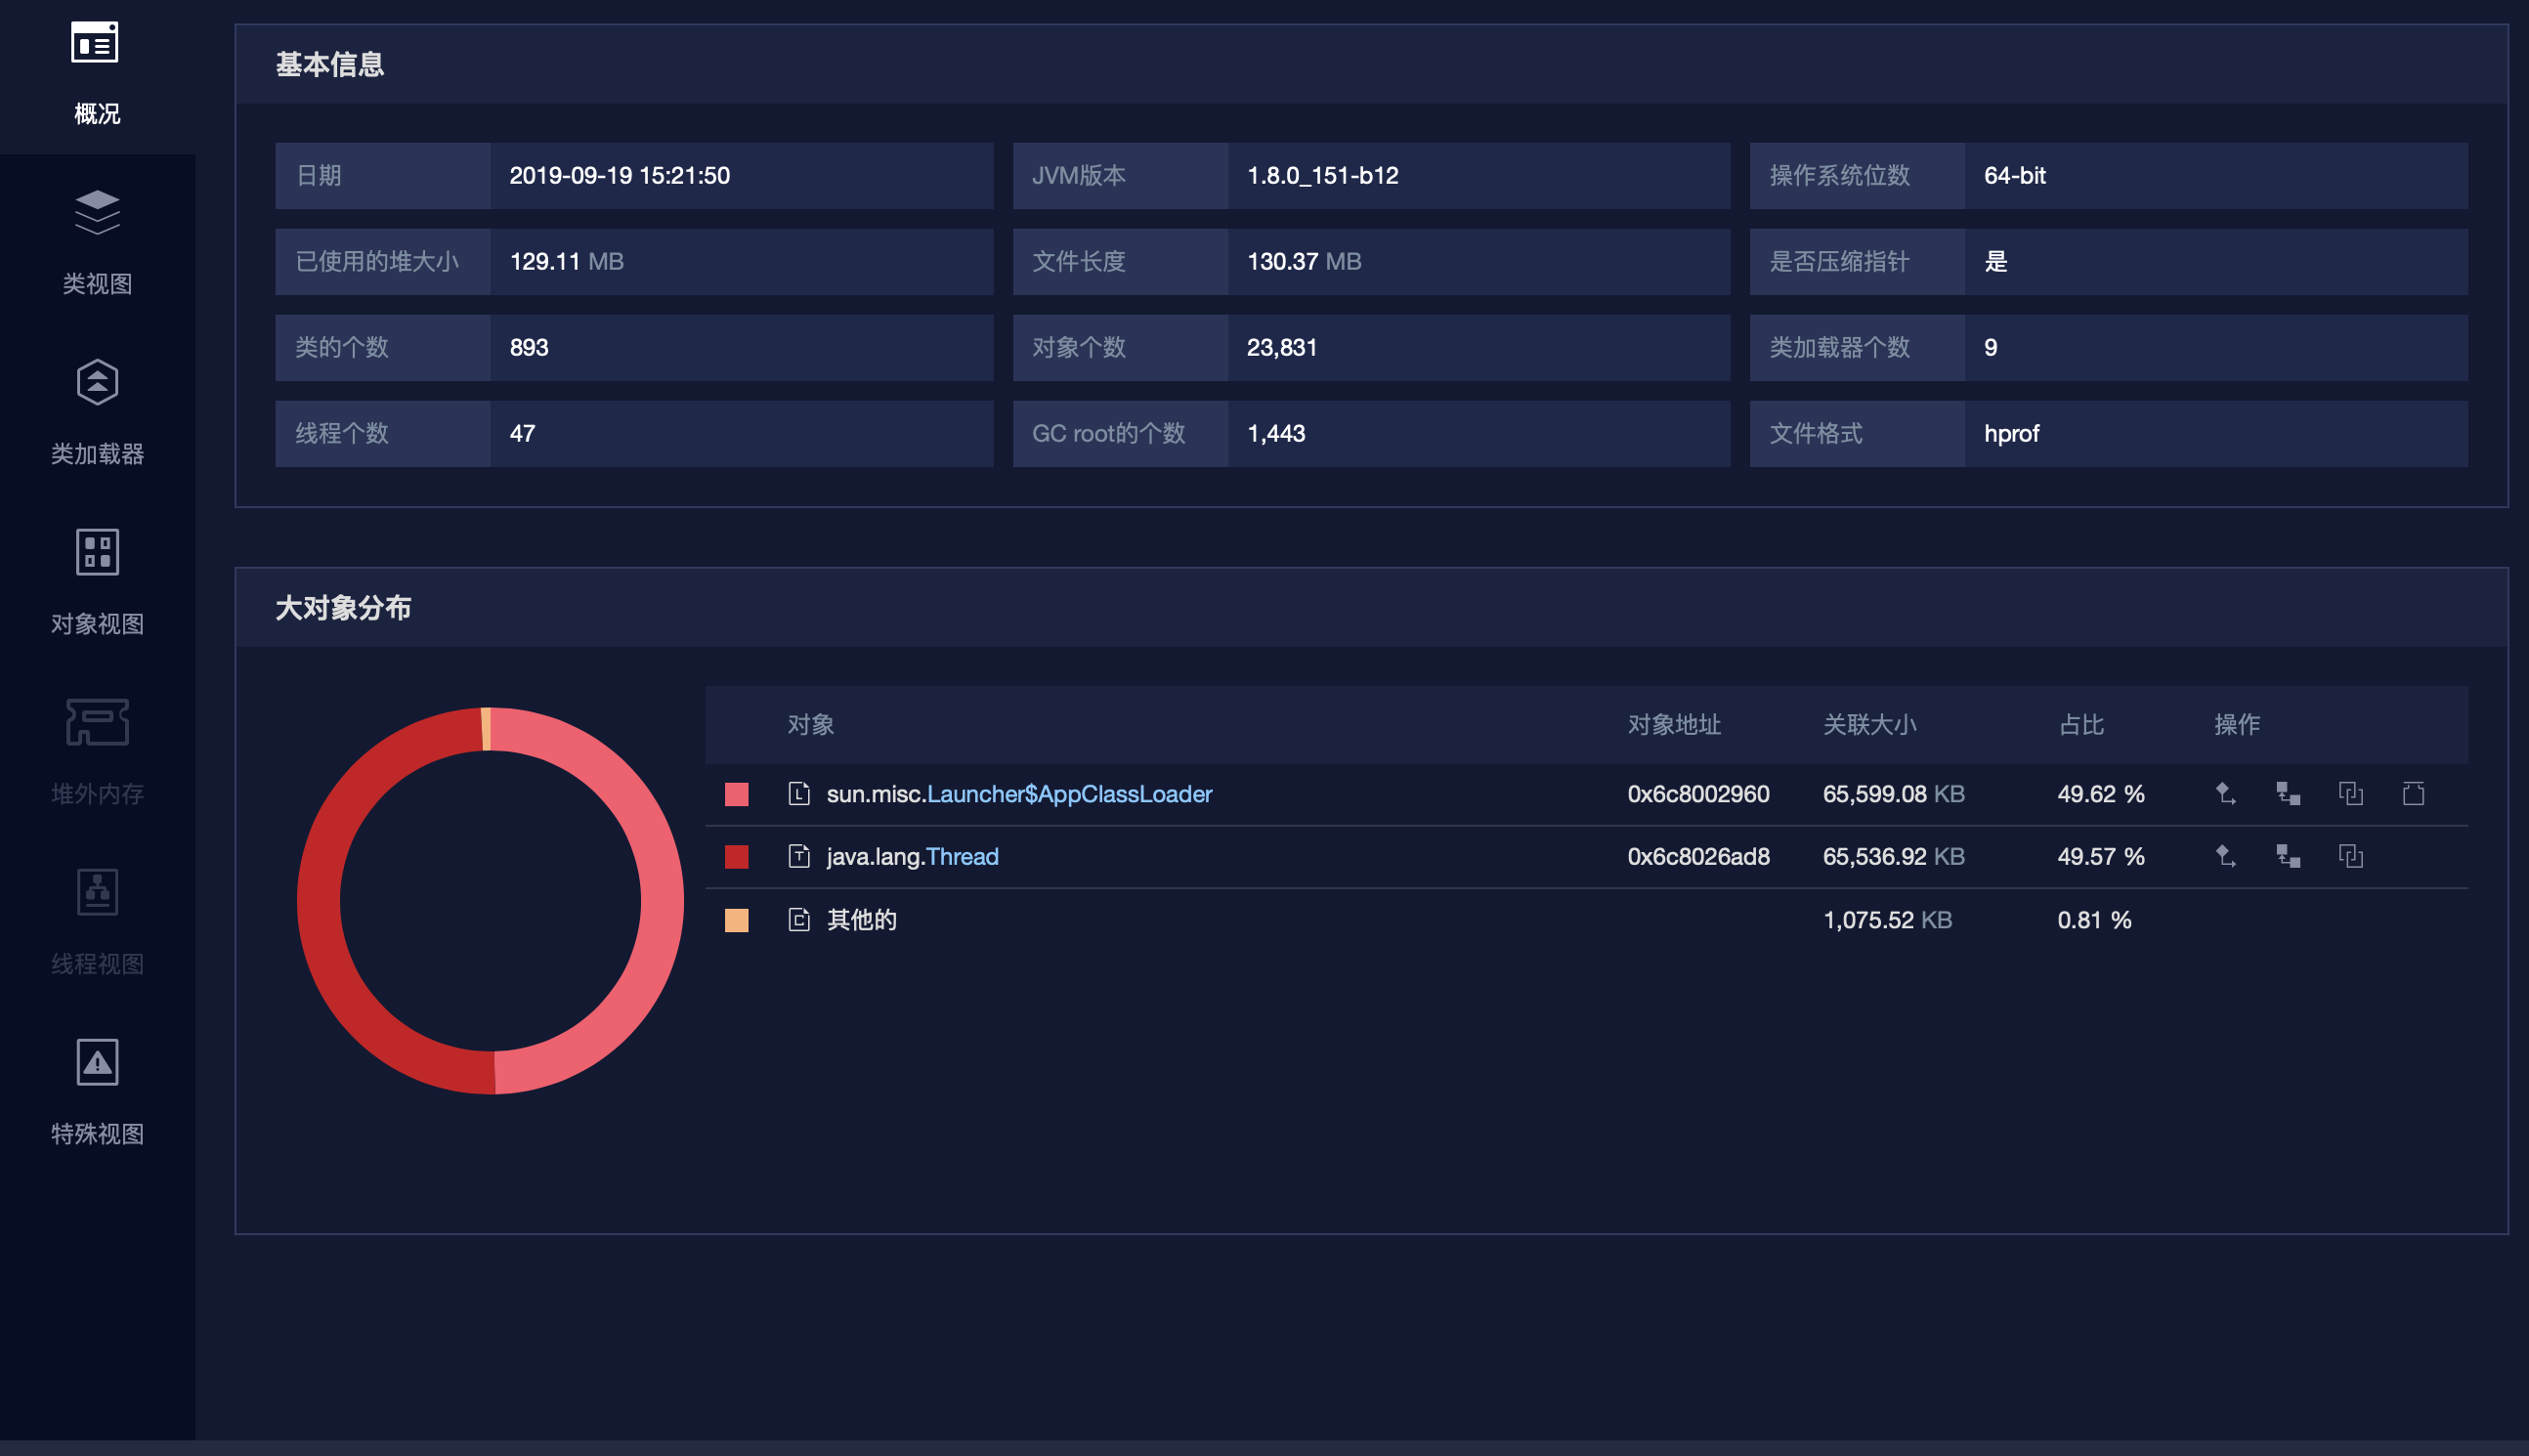 概况
类视图
类加载器
对象视图
堆外内存
线程视图
特殊视图
基本信息
日期 2019-09-19 15:21:50 JVM版本 1.8.0_151-b12 操作系统位数 64-bit
已使用的堆大小 129.11 MB 文件长度 130.37 MB 是否压缩指针 是
类的个数 893 对象个数 23,831 类加载器个数 9
线程个数 47 GC root的个数 1,443 文件格式 hprof
大对象分布
对象 对象地址 关联大小 占比 操作
L sun.misc.Launcher$AppClassLoader 0x6c8002960 65,599.08 KB 49.62 %
T java.lang.Thread 0x6c8026ad8 65,536.92 KB 49.57 %
C 其他的 1,075.52 KB 0.81 %